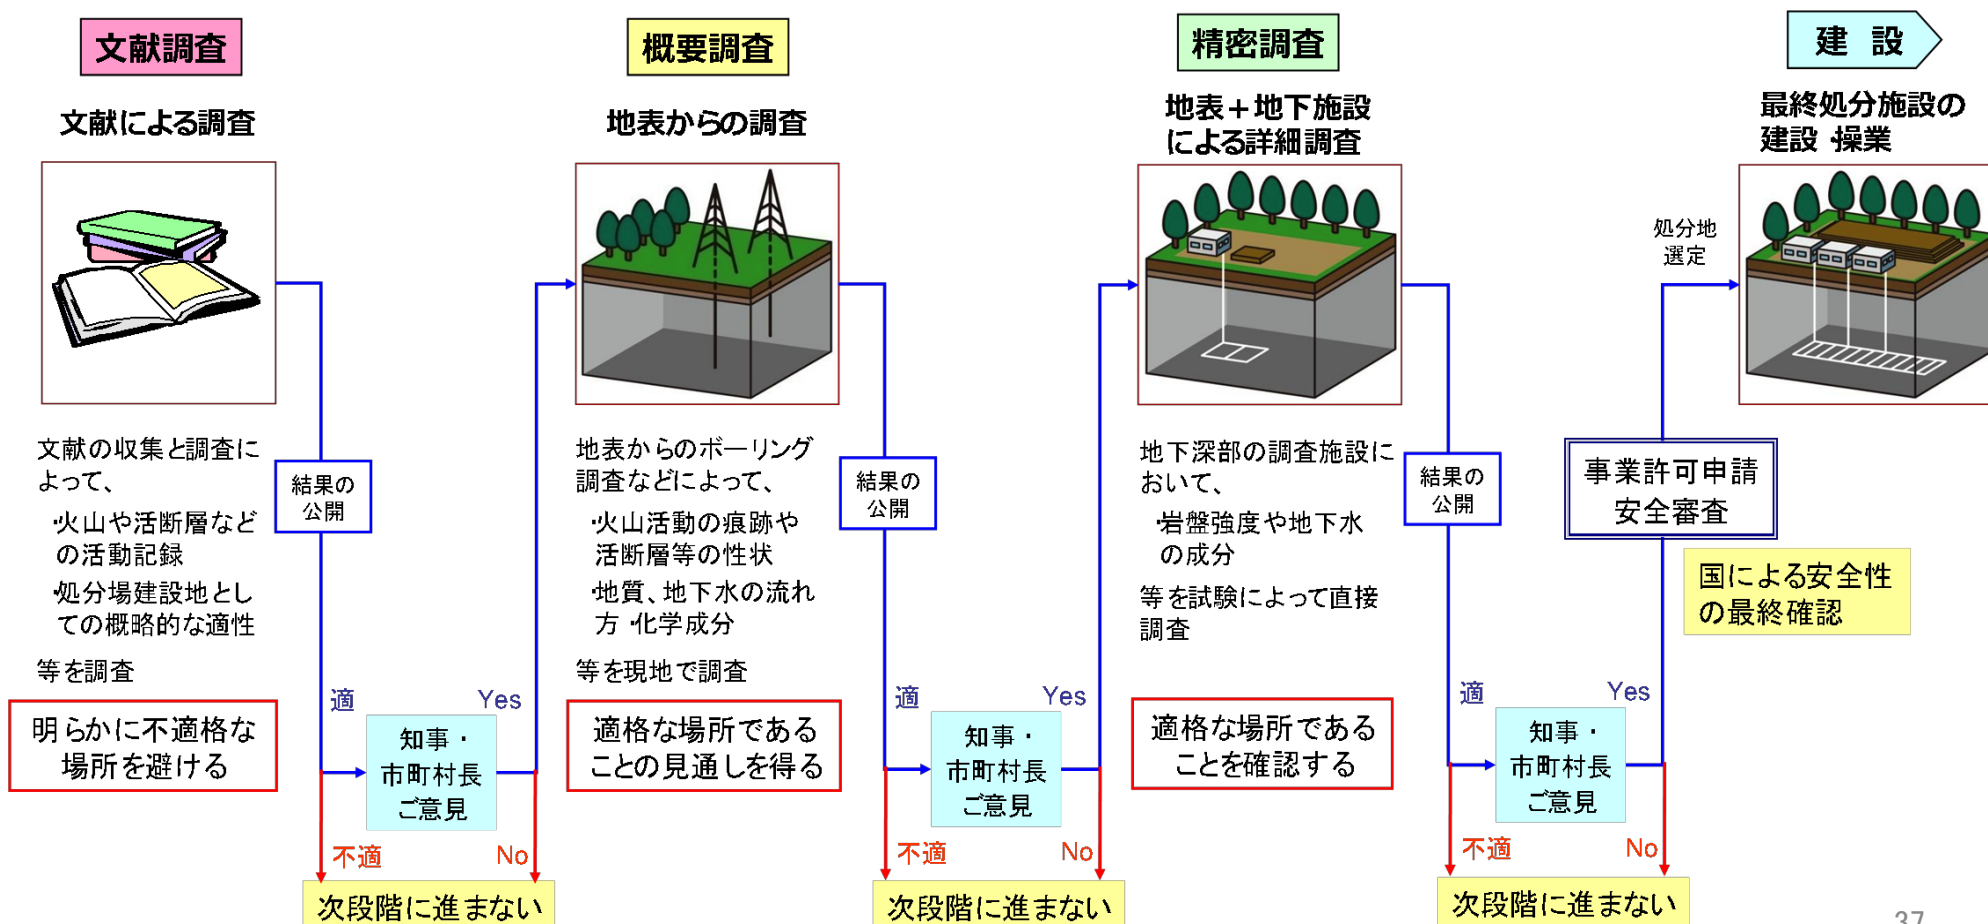 文献調査
文献による調査
文献の収集と調査に
よって、
・火山や活断層など
の活動記録
・処分場建設地とし
ての概略的な適性
等を調査
明らかに不適格な
場所を避ける
結果の
公開
適
不適
知事・
市町村長
ご意見
Yes
No
次段階に進まない
概要調査
地表からの調査
地表からのボーリング
調査などによって、
・火山活動の痕跡や
活断層等の性状
・地質、地下水の流れ
方・化学成分
等を現地で調査
適格な場所である
ことの見通しを得る
結果の
公開
適
不適
知事・
市町村長
ご意見
Yes
No
次段階に進まない
精密調査
地表+地下施設
による詳細調査
地下深部の調査施設に
おいて、
・岩盤強度や地下水
の成分
等を試験によって直接
調査
適格な場所である
ことを確認する
結果の
公開
適
不適
知事・
市町村長
ご意見
Yes
No
次段階に進まない
建 設
最終処分施設の
建設・操業
処分地
選定
事業許可申請
安全審査
国による安全性
の最終確認
37